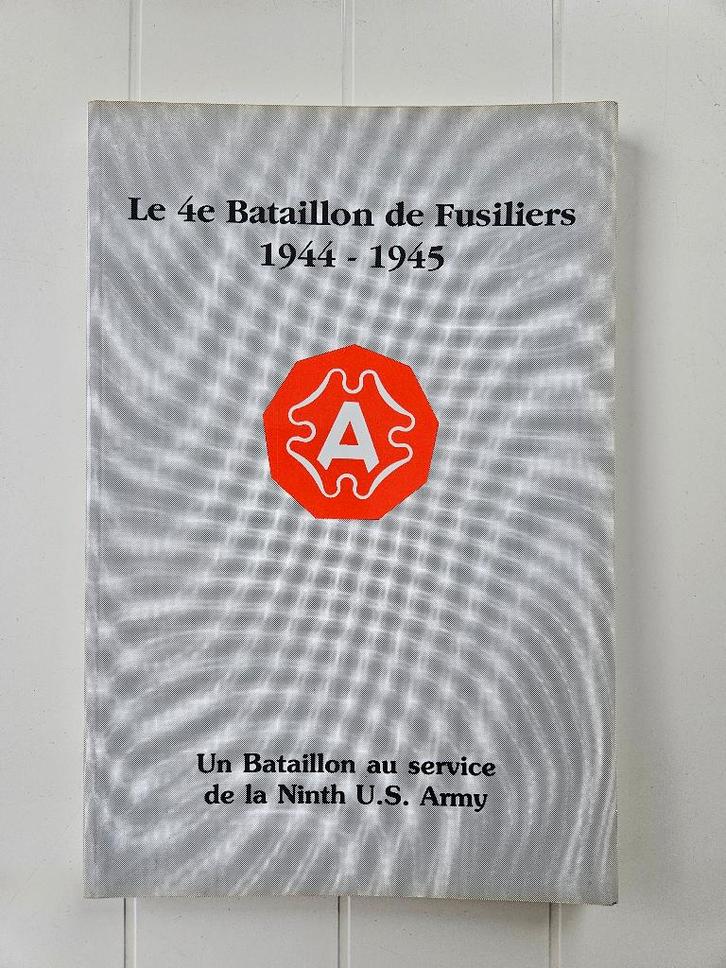 Le 4e Bataillon de Fusiliers
1944 - 1945
A
Un Bataillon au service
de la Ninth U.S. Army